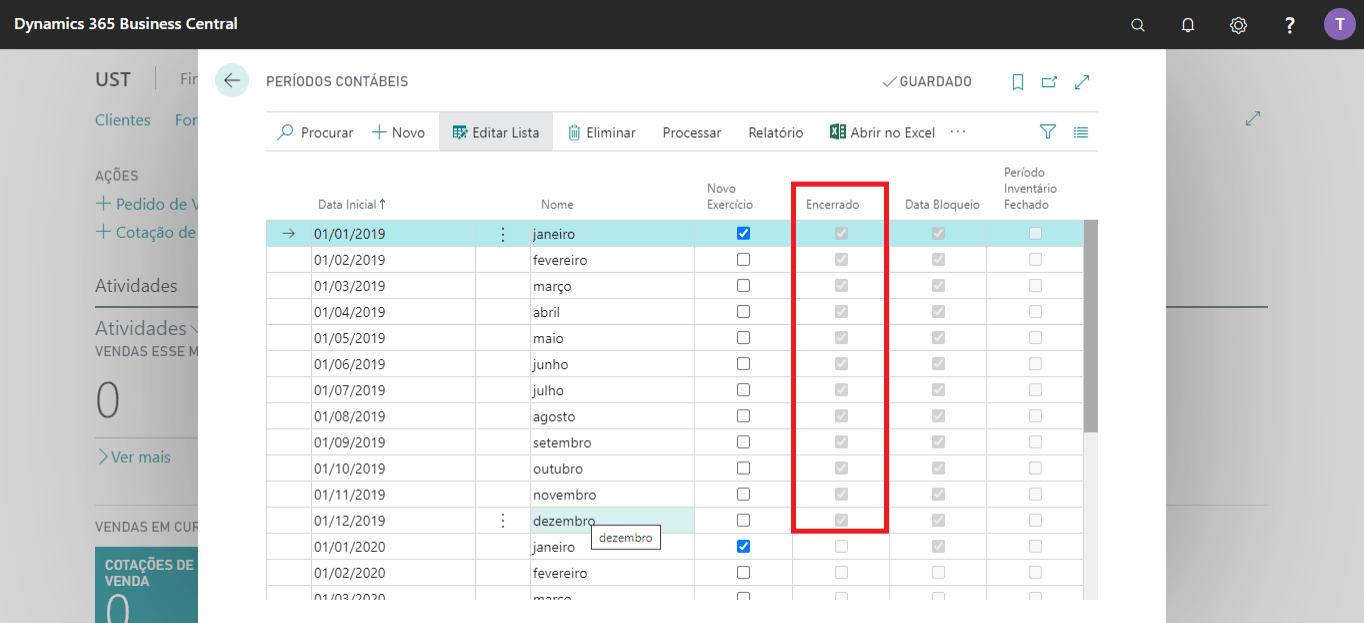 Dynamics 365 Business Central
?
T
UST
Fin
Clientes
For
AÇÕES
Pedido de V
Cotação de
Atividades
Atividades
VENDAS ESSE M
0
Ver mais
VENDAS EM CUR
COTAÇÕES DE
VENDA
0
PERÍODOS CONTÁBEIS
GUARDADO
Procurar Novo Editar Lista Eliminar Processar Relatório Abrir no Excel ···
Data Inicial↑
Nome
Novo
Exercício
Encerrado
Data Bloqueio
Período
Inventário
Fechado
01/01/2019 janeiro
01/02/2019 fevereiro
01/03/2019 março
01/04/2019 abril
01/05/2019 maio
01/06/2019 junho
01/07/2019 julho
01/08/2019 agosto
01/09/2019 setembro
01/10/2019 outubro
01/11/2019 novembro
01/12/2019 dezembro
dezembro
01/01/2020 janeiro
01/02/2020 fevereiro
01/03/2020 março